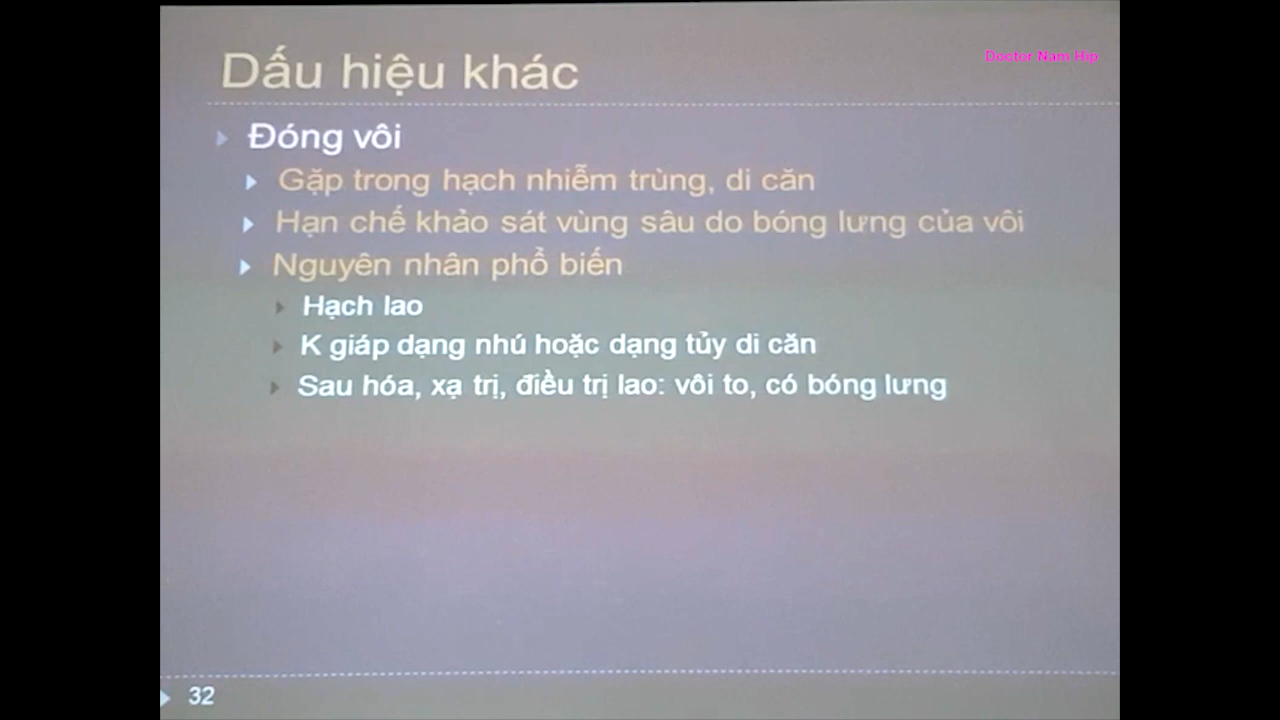 Dấu hiệu khác
Doctor Nam Hip
Đóng vôi
Gặp trong hạch nhiễm trùng, di căn
Hạn chế khảo sát vùng sâu do bóng lưng của vôi
Nguyên nhân phổ biến
Hạch lao
K giáp dạng nhú hoặc dạng tủy di căn
Sau hóa, xạ trị, điều trị lao: vôi to, có bóng lưng
32